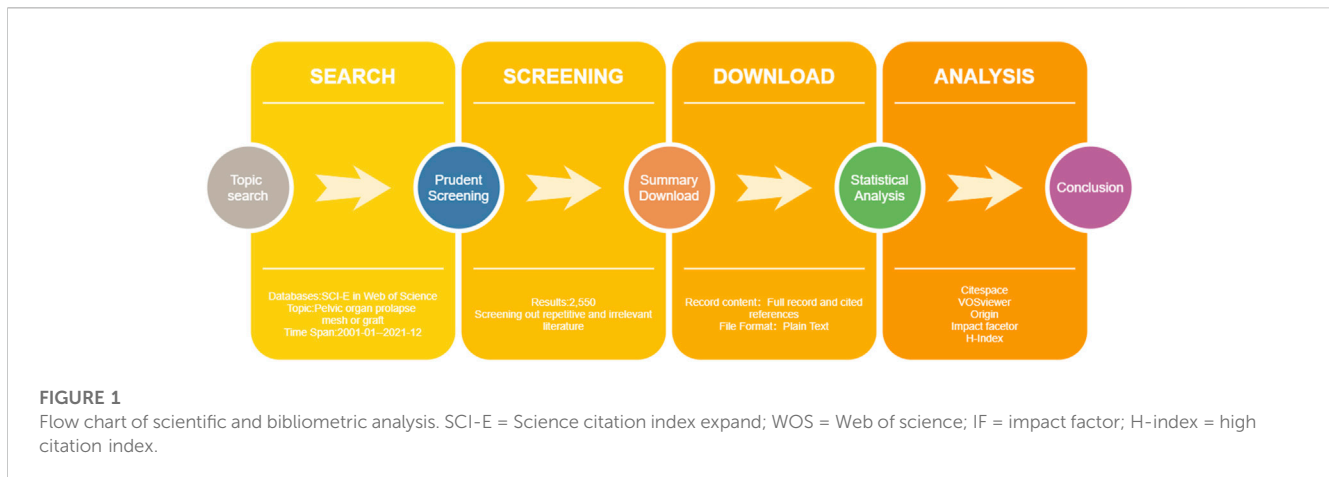 SEARCH
SCREENING
DOWNLOAD
ANALYSIS
Topic
search
Prudent
Screening
Summary
Download
Statistical
Analysis
Conclusion
Databases:SCI-E in Web of Science
Topic:Pelvic organ prolapse
mesh or graft
Time Span:2001-01--2021-12
Results:2,550
Screening out repetitive and irrelevant
literature
Record content： Full record and cited
references
File Format： Plain Text
Citespace
VOSviewer
Origin
Impact facetor
H-Index
FIGURE 1
Flow chart of scientific and bibliometric analysis. SCI-E = Science citation index expand; WOS = Web of science; IF = impact factor; H-index = high
citation index.